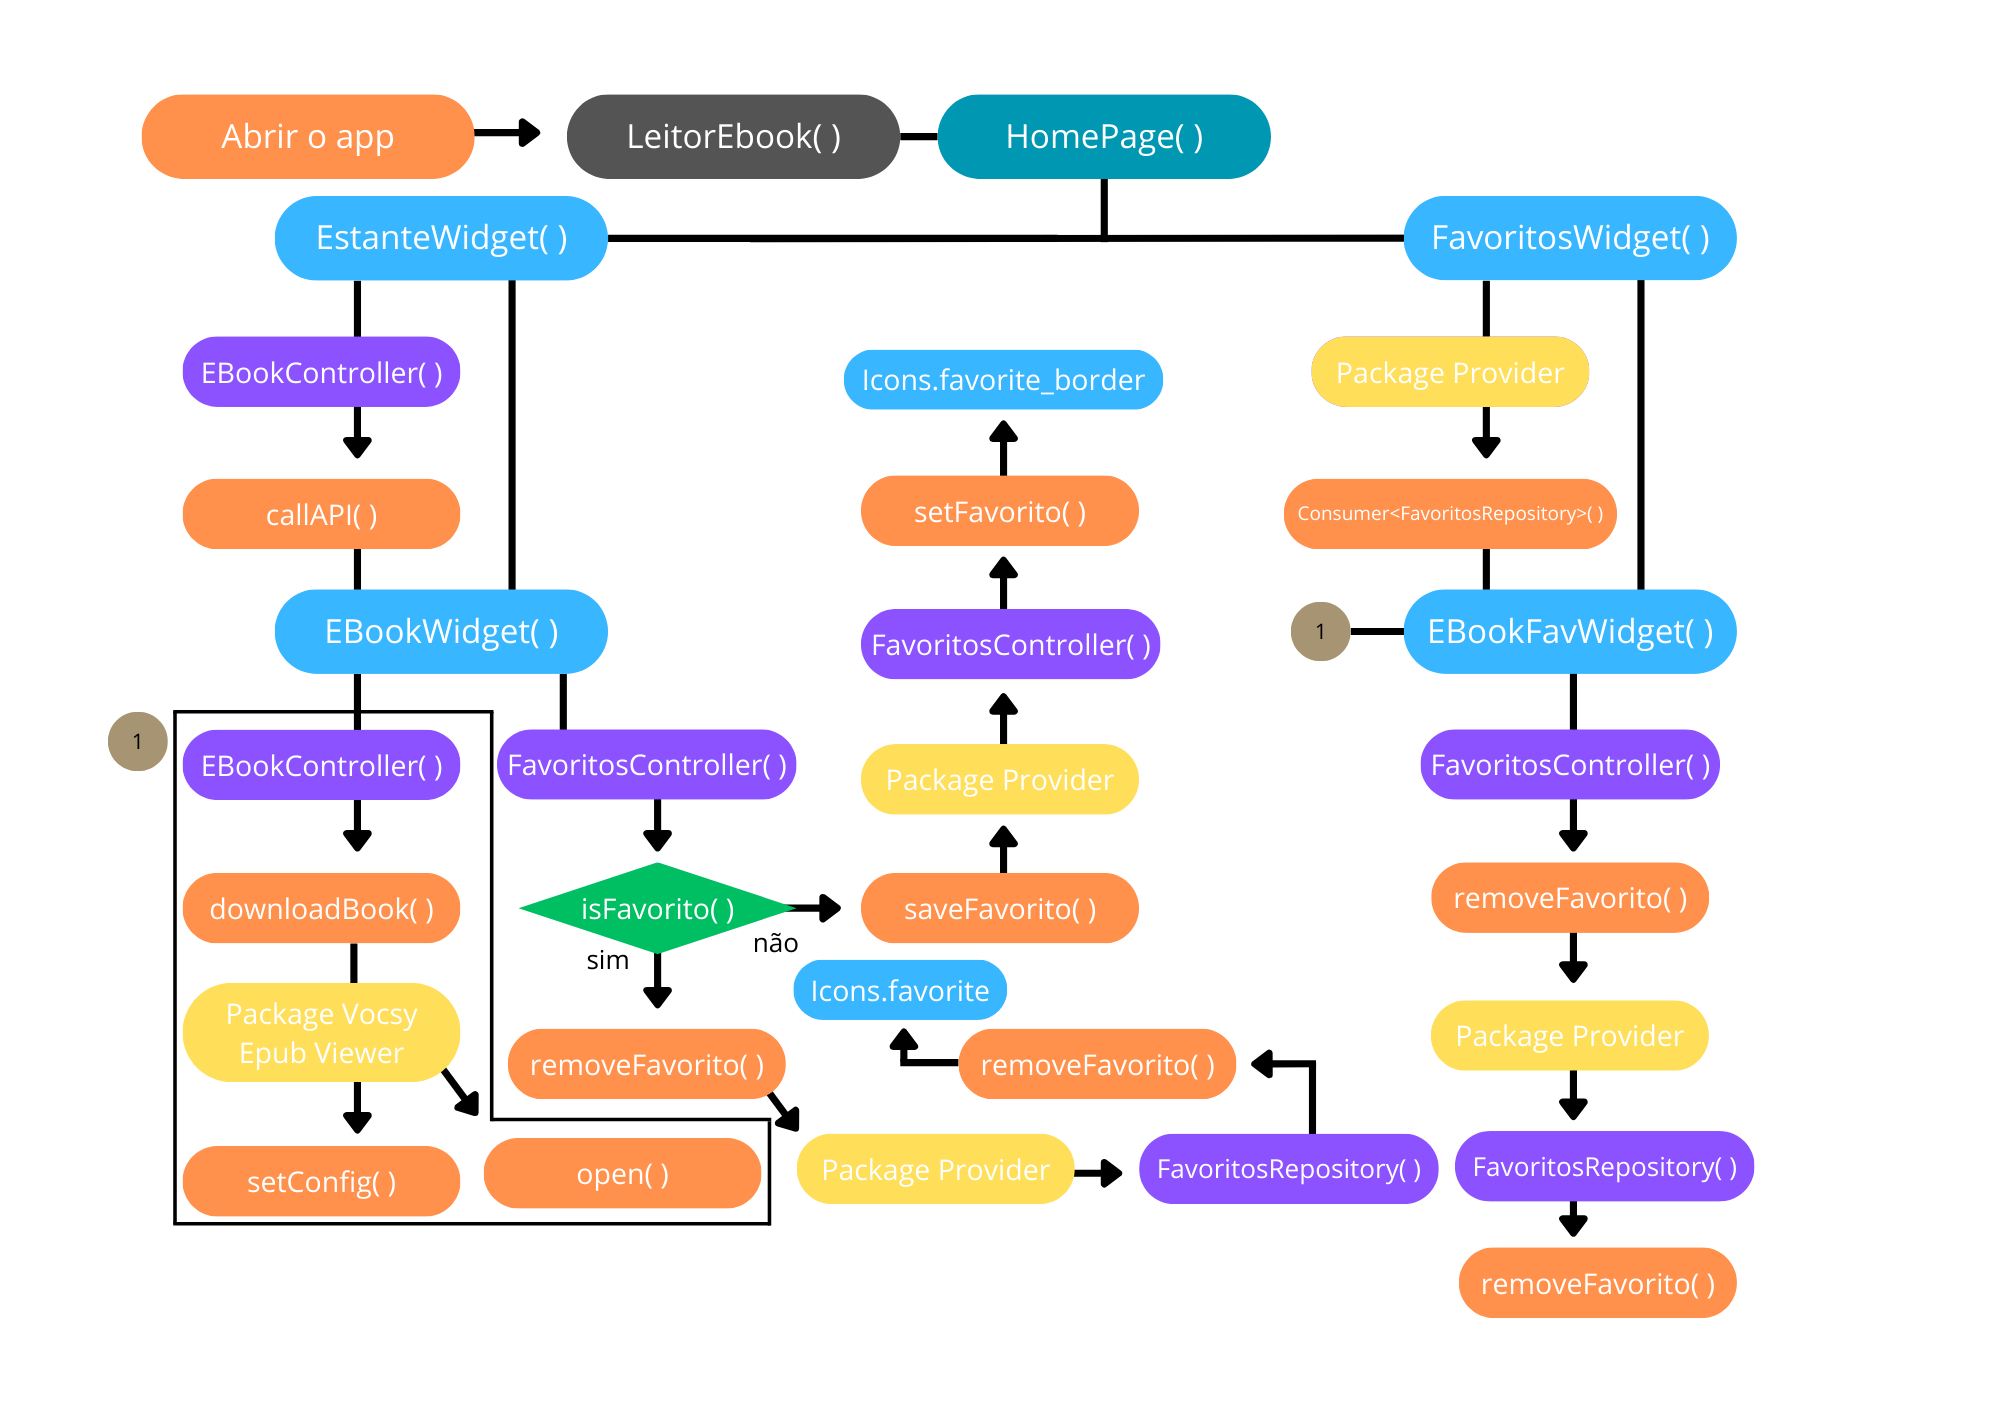 Abrir o app
LeitorEbook( )
HomePage( )
EstanteWidget( )
FavoritosWidget( )
EBookController( )
Icons.favorite_border
Package Provider
callAPI( )
setFavorito( )
Consumer<FavoritosRepository>( )
EBookWidget( )
FavoritosController( )
1
EBookFavWidget( )
1
EBookController( )
FavoritosController( )
Package Provider
FavoritosController( )
downloadBook( )
isFavorito( )
não
sim
saveFavorito( )
removeFavorito( )
Package Vocsy
Epub Viewer
Icons.favorite
Package Provider
removeFavorito( )
removeFavorito( )
setConfig( )
open( )
Package Provider
FavoritosRepository( )
FavoritosRepository( )
removeFavorito( )